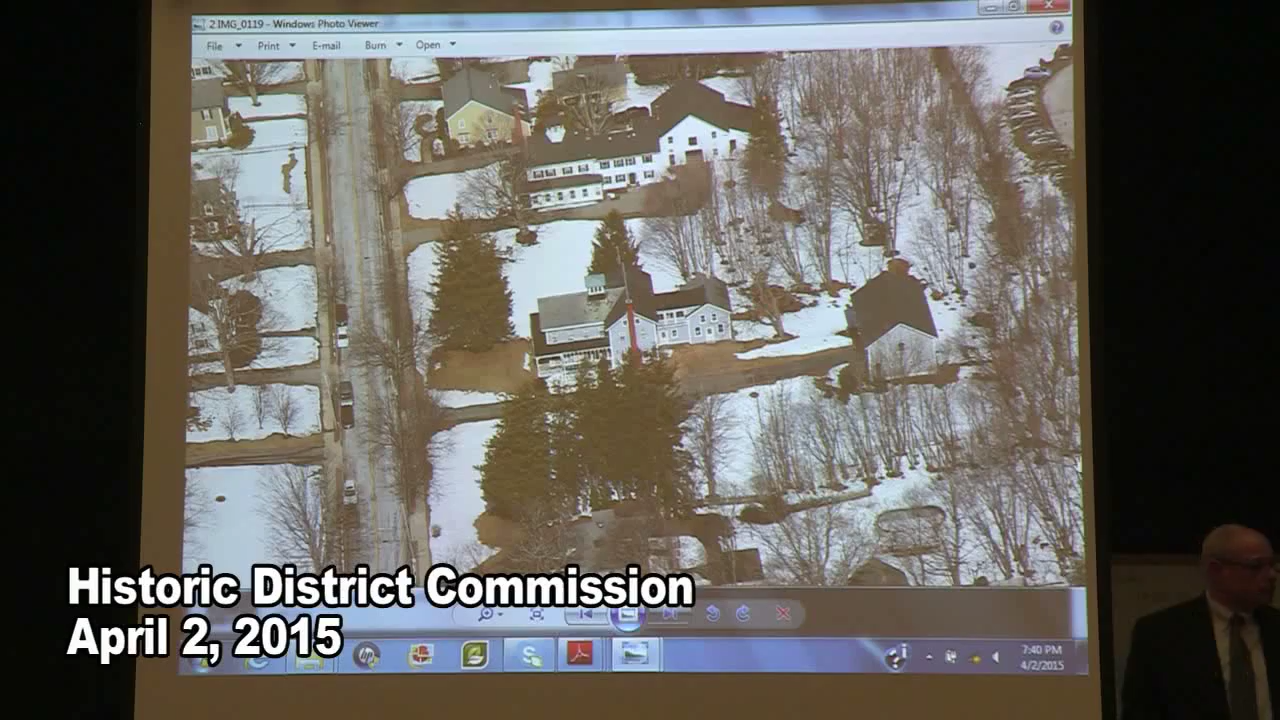 2 IMG_0119 - Windows Photo Viewer
File Print E-mail Burn Open
Historic District Commission
April 2, 2015
7:40 PM
4/2/2015